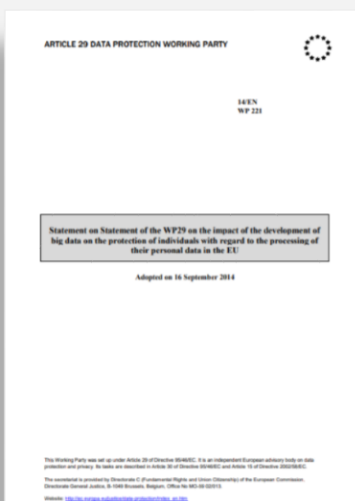 ARTICLE 29 DATA PROTECTION WORKING PARTY
14/EN
WP 221
Statement on Statement of the WP29 on the impact of the development of
big data on the protection of individuals with regard to the processing of
their personal data in the EU
Adopted on 16 September 2014
This Working Party was set up under Article 29 of Directive 95/46/EC. It is an independent European advisory body on data
protection and privacy. Its tasks are described in Article 30 of Directive 95/46/EC and Article 15 of Directive 2002/58/EC.
The secretariat is provided by Directorate C (Fundamental Rights and Union Citizenship) of the European Commission,
Directorate General Justice, B-1049 Brussels, Belgium, Office No
Website: